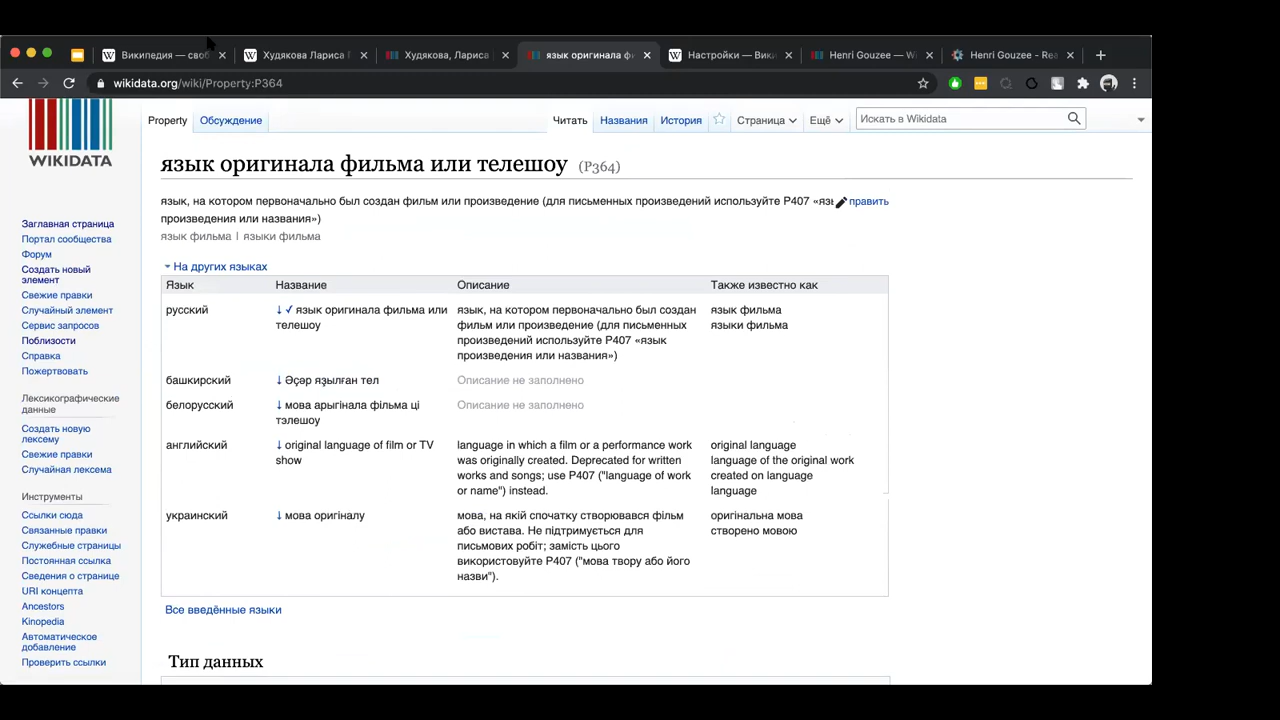 Википедия — своб
Худякова Лариса
Худякова, Лариса
язык оригинала фи
Настройки — Вики
Henri Gouzee — W
Henri Gouzee - Rea
wikidata.org/wiki/Property:P364
WIKIDATA
Property
Обсуждение
Читать
Названия
История
Страница
Ещё
Искать в Wikidata
язык оригинала фильма или телешоу (P364)
язык, на котором первоначально был создан фильм или произведение (для письменных произведений используйте P407 «язы
править
произведения или названия»)
язык фильма | языки фильма
Заглавная страница
Портал сообщества
Форум
Создать новый
элемент
Свежие правки
Случайный элемент
Сервис запросов
Поблизости
Справка
Пожертвовать
Лексикографические
данные
Создать новую
лексему
Свежие правки
Случайная лексема
Инструменты
Ссылки сюда
Связанные правки
Служебные страницы
Постоянная ссылка
Сведения о странице
URI концепта
Ancestors
Kinopedia
Автоматическое
добавление
Проверить ссылки
На других языках
Язык Название Описание Также известно как
русский
↓ ✓ язык оригинала фильма или
телешоу
язык, на котором первоначально был создан
фильм или произведение (для письменных
произведений используйте P407 «язык
произведения или названия»)
язык фильма
языки фильма
башкирский
↓ Әҫәр яҙылған тел
Описание не заполнено
белорусский
↓ мова арыгінала фільма ці
тэлешоу
Описание не заполнено
английский
↓ original language of film or TV
show
language in which a film or a performance work
was originally created. Deprecated for written
works and songs; use P407 ("language of work
or name") instead.
original language
language of the original work
created on language
language
украинский
↓ мова оригіналу
мова, на якій спочатку створювався фільм
або вистава. Не підтримується для
письмових робіт; замість цього
використовуйте P407 ("мова твору або його
назви").
оригінальна мова
створено мовою
Все введённые языки
Тип данных